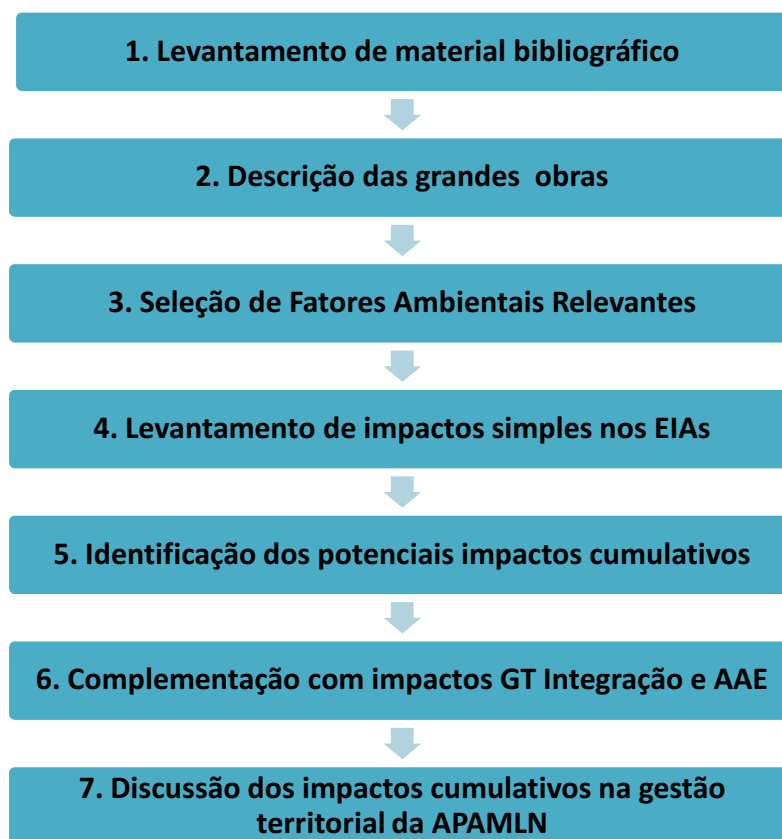 1. Levantamento de material bibliográfico
2. Descrição das grandes obras
3. Seleção de Fatores Ambientais Relevantes
4. Levantamento de impactos simples nos EIAs
5. Identificação dos potenciais impactos cumulativos
6. Complementação com impactos GT Integração e AAE
7. Discussão dos impactos cumulativos na gestão
territorial da APAMLN